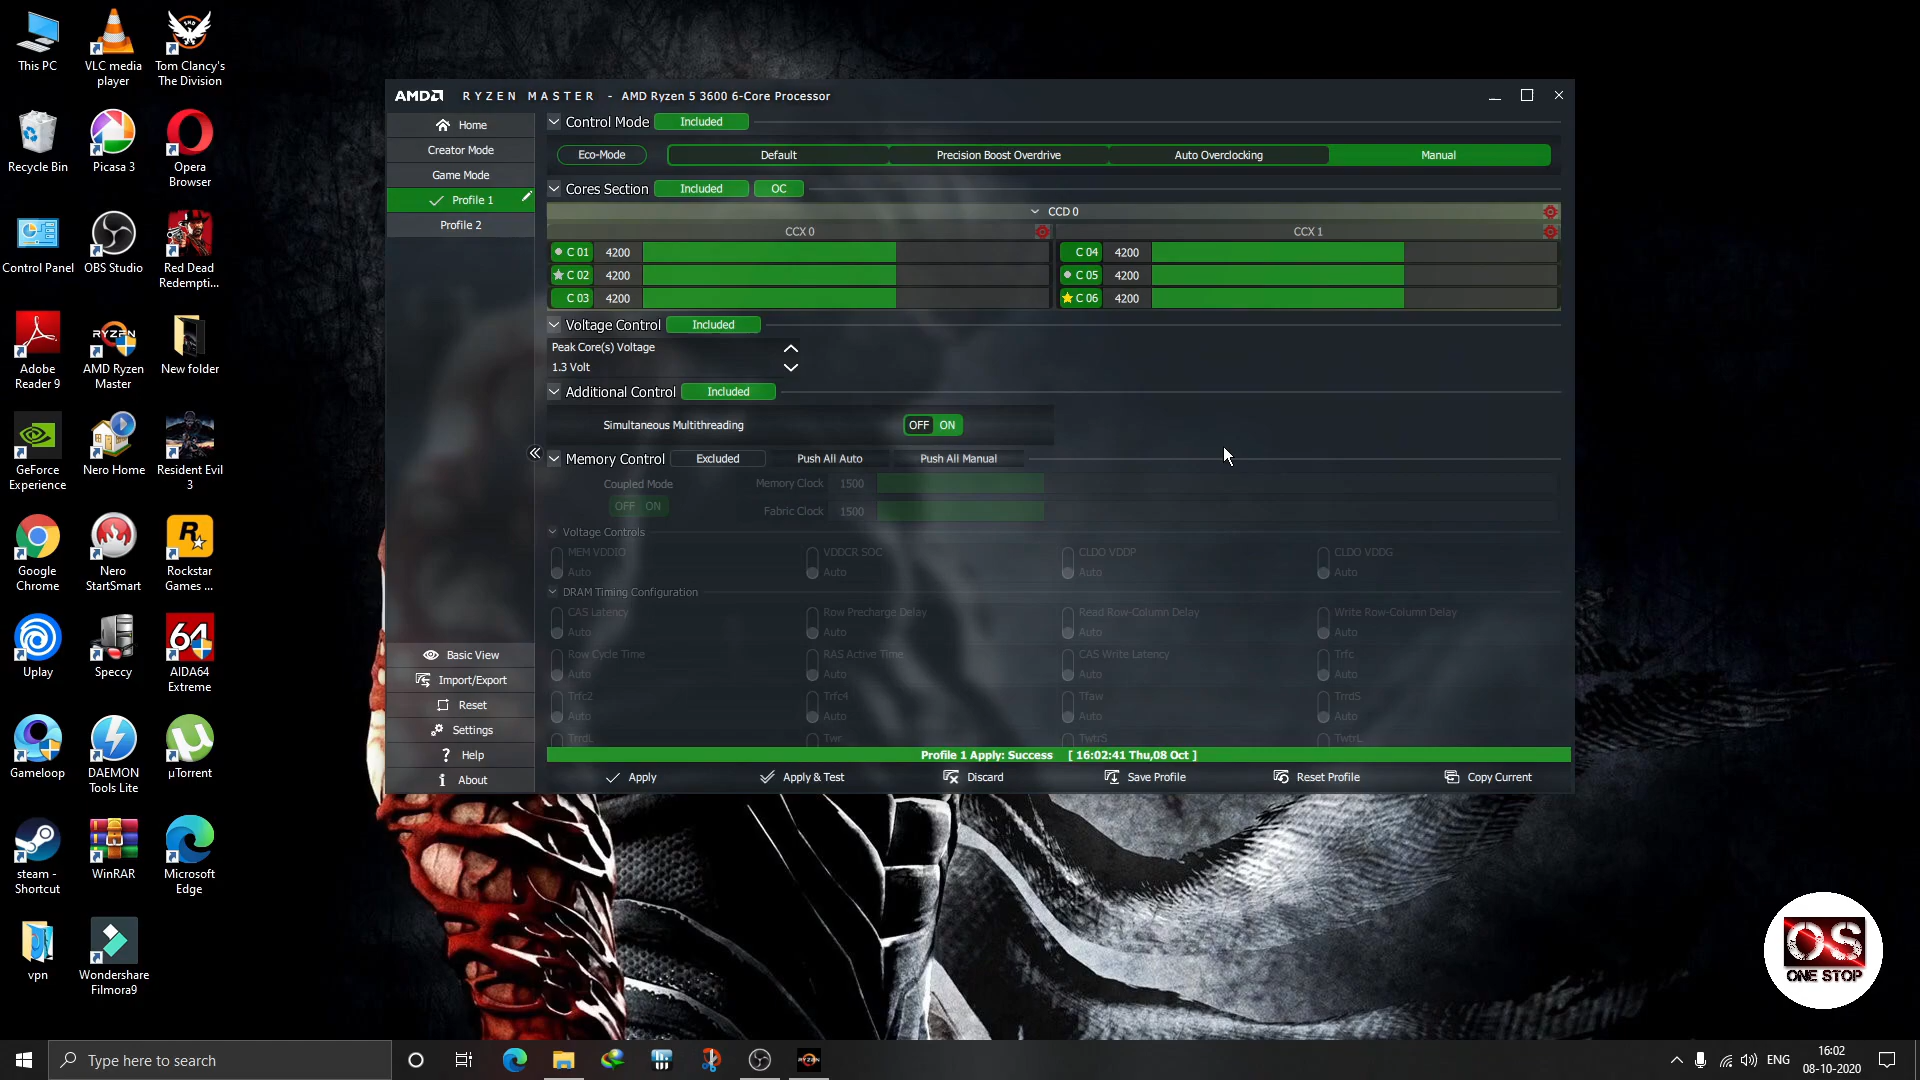 This PC
VLC media player
Tom Clancy's The Division
Recycle Bin
Picasa 3
Opera Browser
Control Panel
OBS Studio
Red Dead Redempti...
Adobe Reader 9
AMD Ryzen Master
New folder
GeForce Experience
Nero Home
Resident Evil 3
Google Chrome
Nero StartSmart
Rockstar Games ...
Uplay
Speccy
AIDA64 Extreme
Gameloop
DAEMON Tools Lite
µTorrent
steam - Shortcut
WinRAR
Microsoft Edge
vpn
Wondershare Filmora9
AMD RYZEN MASTER - AMD Ryzen 5 3600 6-Core Processor
Home
Creator Mode
Game Mode
Profile 1
Profile 2
Basic View
Import/Export
Reset
Settings
Help
About
Control Mode Included
Eco-Mode Default Precision Boost Overdrive Auto Overclocking Manual
Cores Section Included OC
CCD 0
CCX 0 CCX 1
C 01 4200 C 04 4200
C 02 4200 C 05 4200
C 03 4200 C 06 4200
Voltage Control Included
Peak Core(s) Voltage
1.3 Volt
Additional Control Included
Simultaneous Multithreading OFF ON
Memory Control Excluded Push All Auto Push All Manual
Coupled Mode Memory Clock 1500
OFF ON Fabric Clock 1500
Voltage Controls
MEM VDDIO VDDCR SOC CLDO VDDP CLDO VDDG
Auto Auto Auto Auto
DRAM Timing Configuration
CAS Latency Row Precharge Delay Read Row-Column Delay Write Row-Column Delay
Auto Auto Auto Auto
Row Cycle Time RAS Active Time CAS Write Latency Trfc
Auto Auto Auto Auto
Trfc2 Trfc4 Tfaw TrrdS
Auto Auto Auto Auto
TrrdL Twr TwtrS TwtrL
Profile 1 Apply: Success [ 16:02:41 Thu,08 Oct ]
Apply Apply & Test Discard Save Profile Reset Profile Copy Current
OS
ONE STOP
Type here to search
ENG
16:02
08-10-2020